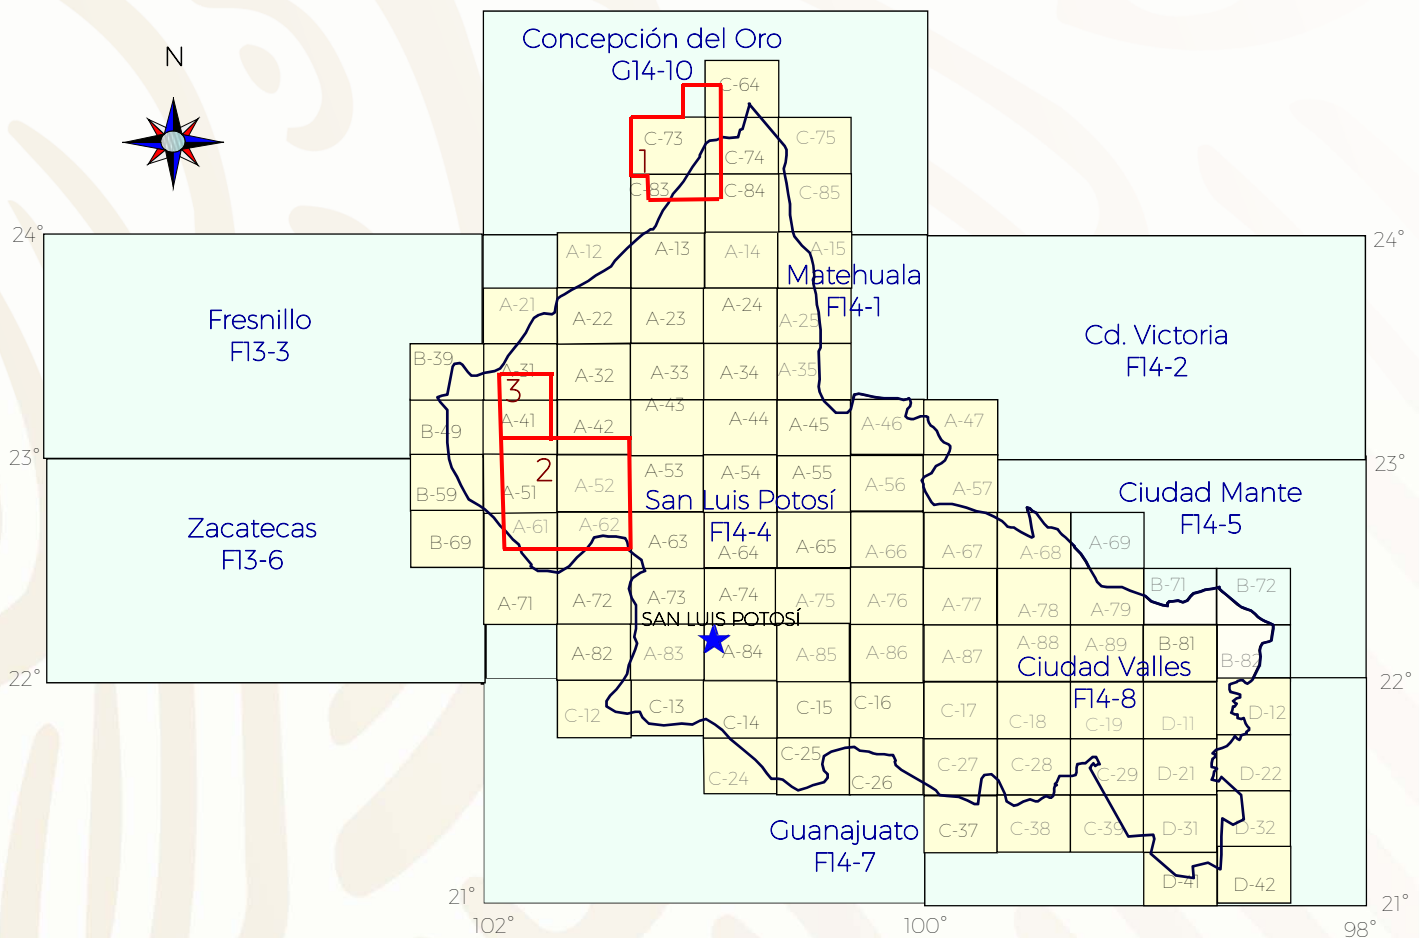 Concepción del Oro
G14-10
N
C-64
C-73
C-74
C-75
1
C-83
C-84
C-85
24°
24°
A-12
A-13
A-14
A-15
Matehuala
F14-1
Fresnillo
F13-3
Cd. Victoria
F14-2
A-21
A-22
A-23
A-24
A-25
B-39
A-31
A-32
A-33
A-34
A-35
3
B-49
A-41
A-42
A-43
A-44
A-45
A-46
A-47
23°
23°
2
B-59
A-51
A-52
A-53
A-54
A-55
A-56
A-57
San Luis Potosí
F14-4
Ciudad Mante
F14-5
Zacatecas
F13-6
B-69
A-61
A-62
A-63
A-64
A-65
A-66
A-67
A-68
A-69
A-71
A-72
A-73
A-74
A-75
A-76
A-77
A-78
A-79
B-71
B-72
SAN LUIS POTOSÍ
A-82
A-83
A-84
A-85
A-86
A-87
A-88
A-89
B-81
B-82
Ciudad Valles
F14-8
22°
22°
C-12
C-13
C-14
C-15
C-16
C-17
C-18
C-19
D-11
D-12
C-24
C-25
C-26
C-27
C-28
C-29
D-21
D-22
Guanajuato
F14-7
C-37
C-38
C-39
D-31
D-32
D-41
D-42
21°
21°
102°
100°
98°